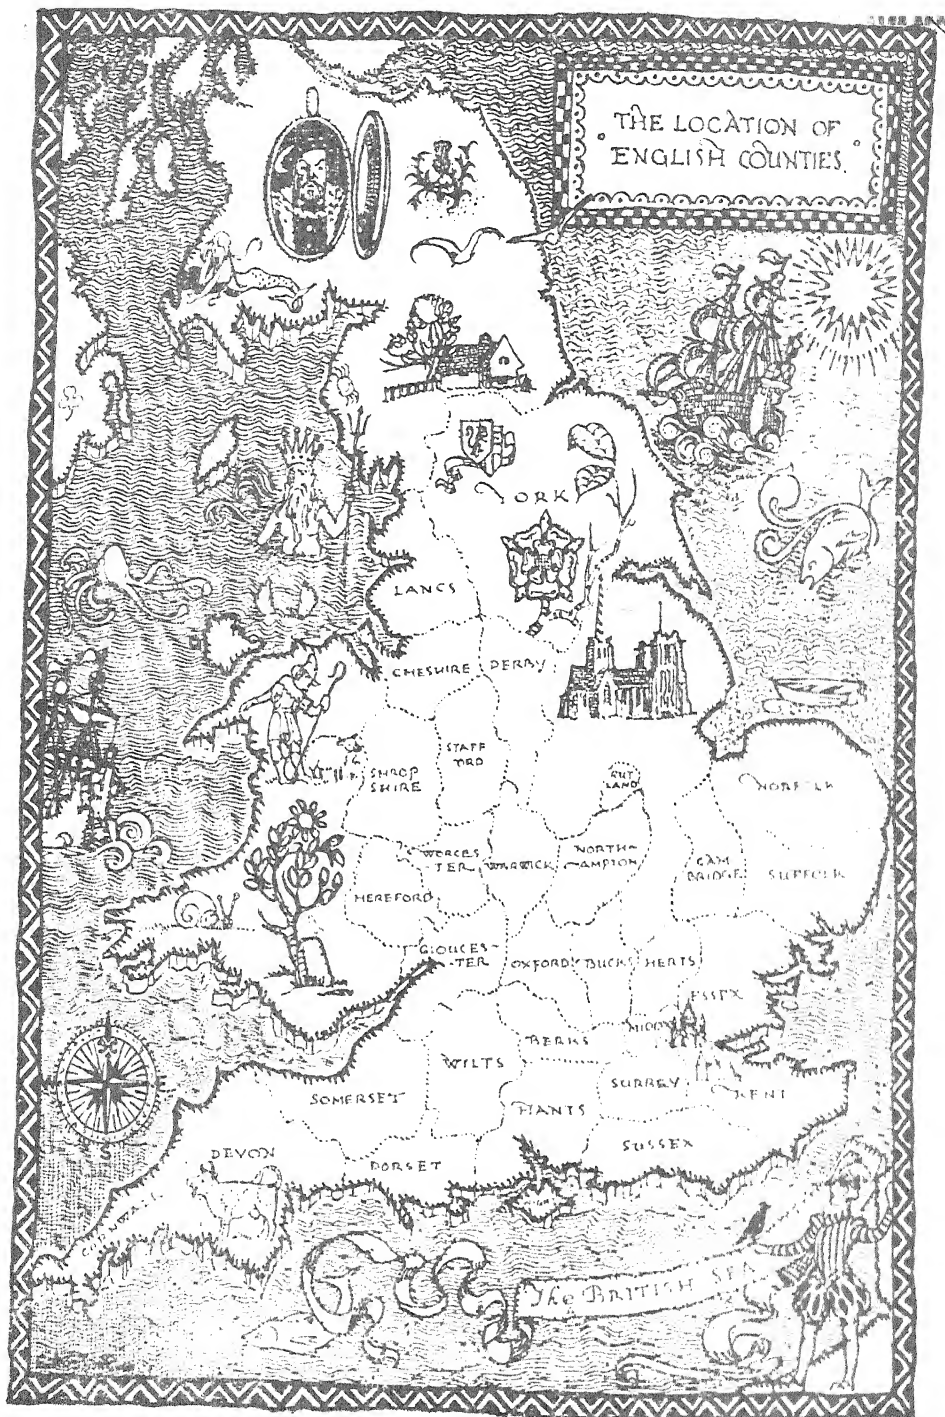 THE LOCATION OF
ENGLISH COUNTIES.
YORK
LANCS
CHESHIRE
DERBY
STAFF
ORD
SHROP
SHIRE
RUT
LAND
NORFOLK
WORCES
TER
WARWICK
NORTH-
AMPTON
CAM
BRIDGE
SUFFOLK
HEREFORD
GLOUCES-
-TER
OXFORD
BUCKS
HERTS
ESSEX
MIDDX
BERKS
WILTS
SURREY
KENT
SOMERSET
HANTS
SUSSEX
DEVON
DORSET
CORNWALL
S
The BRITISH SEA